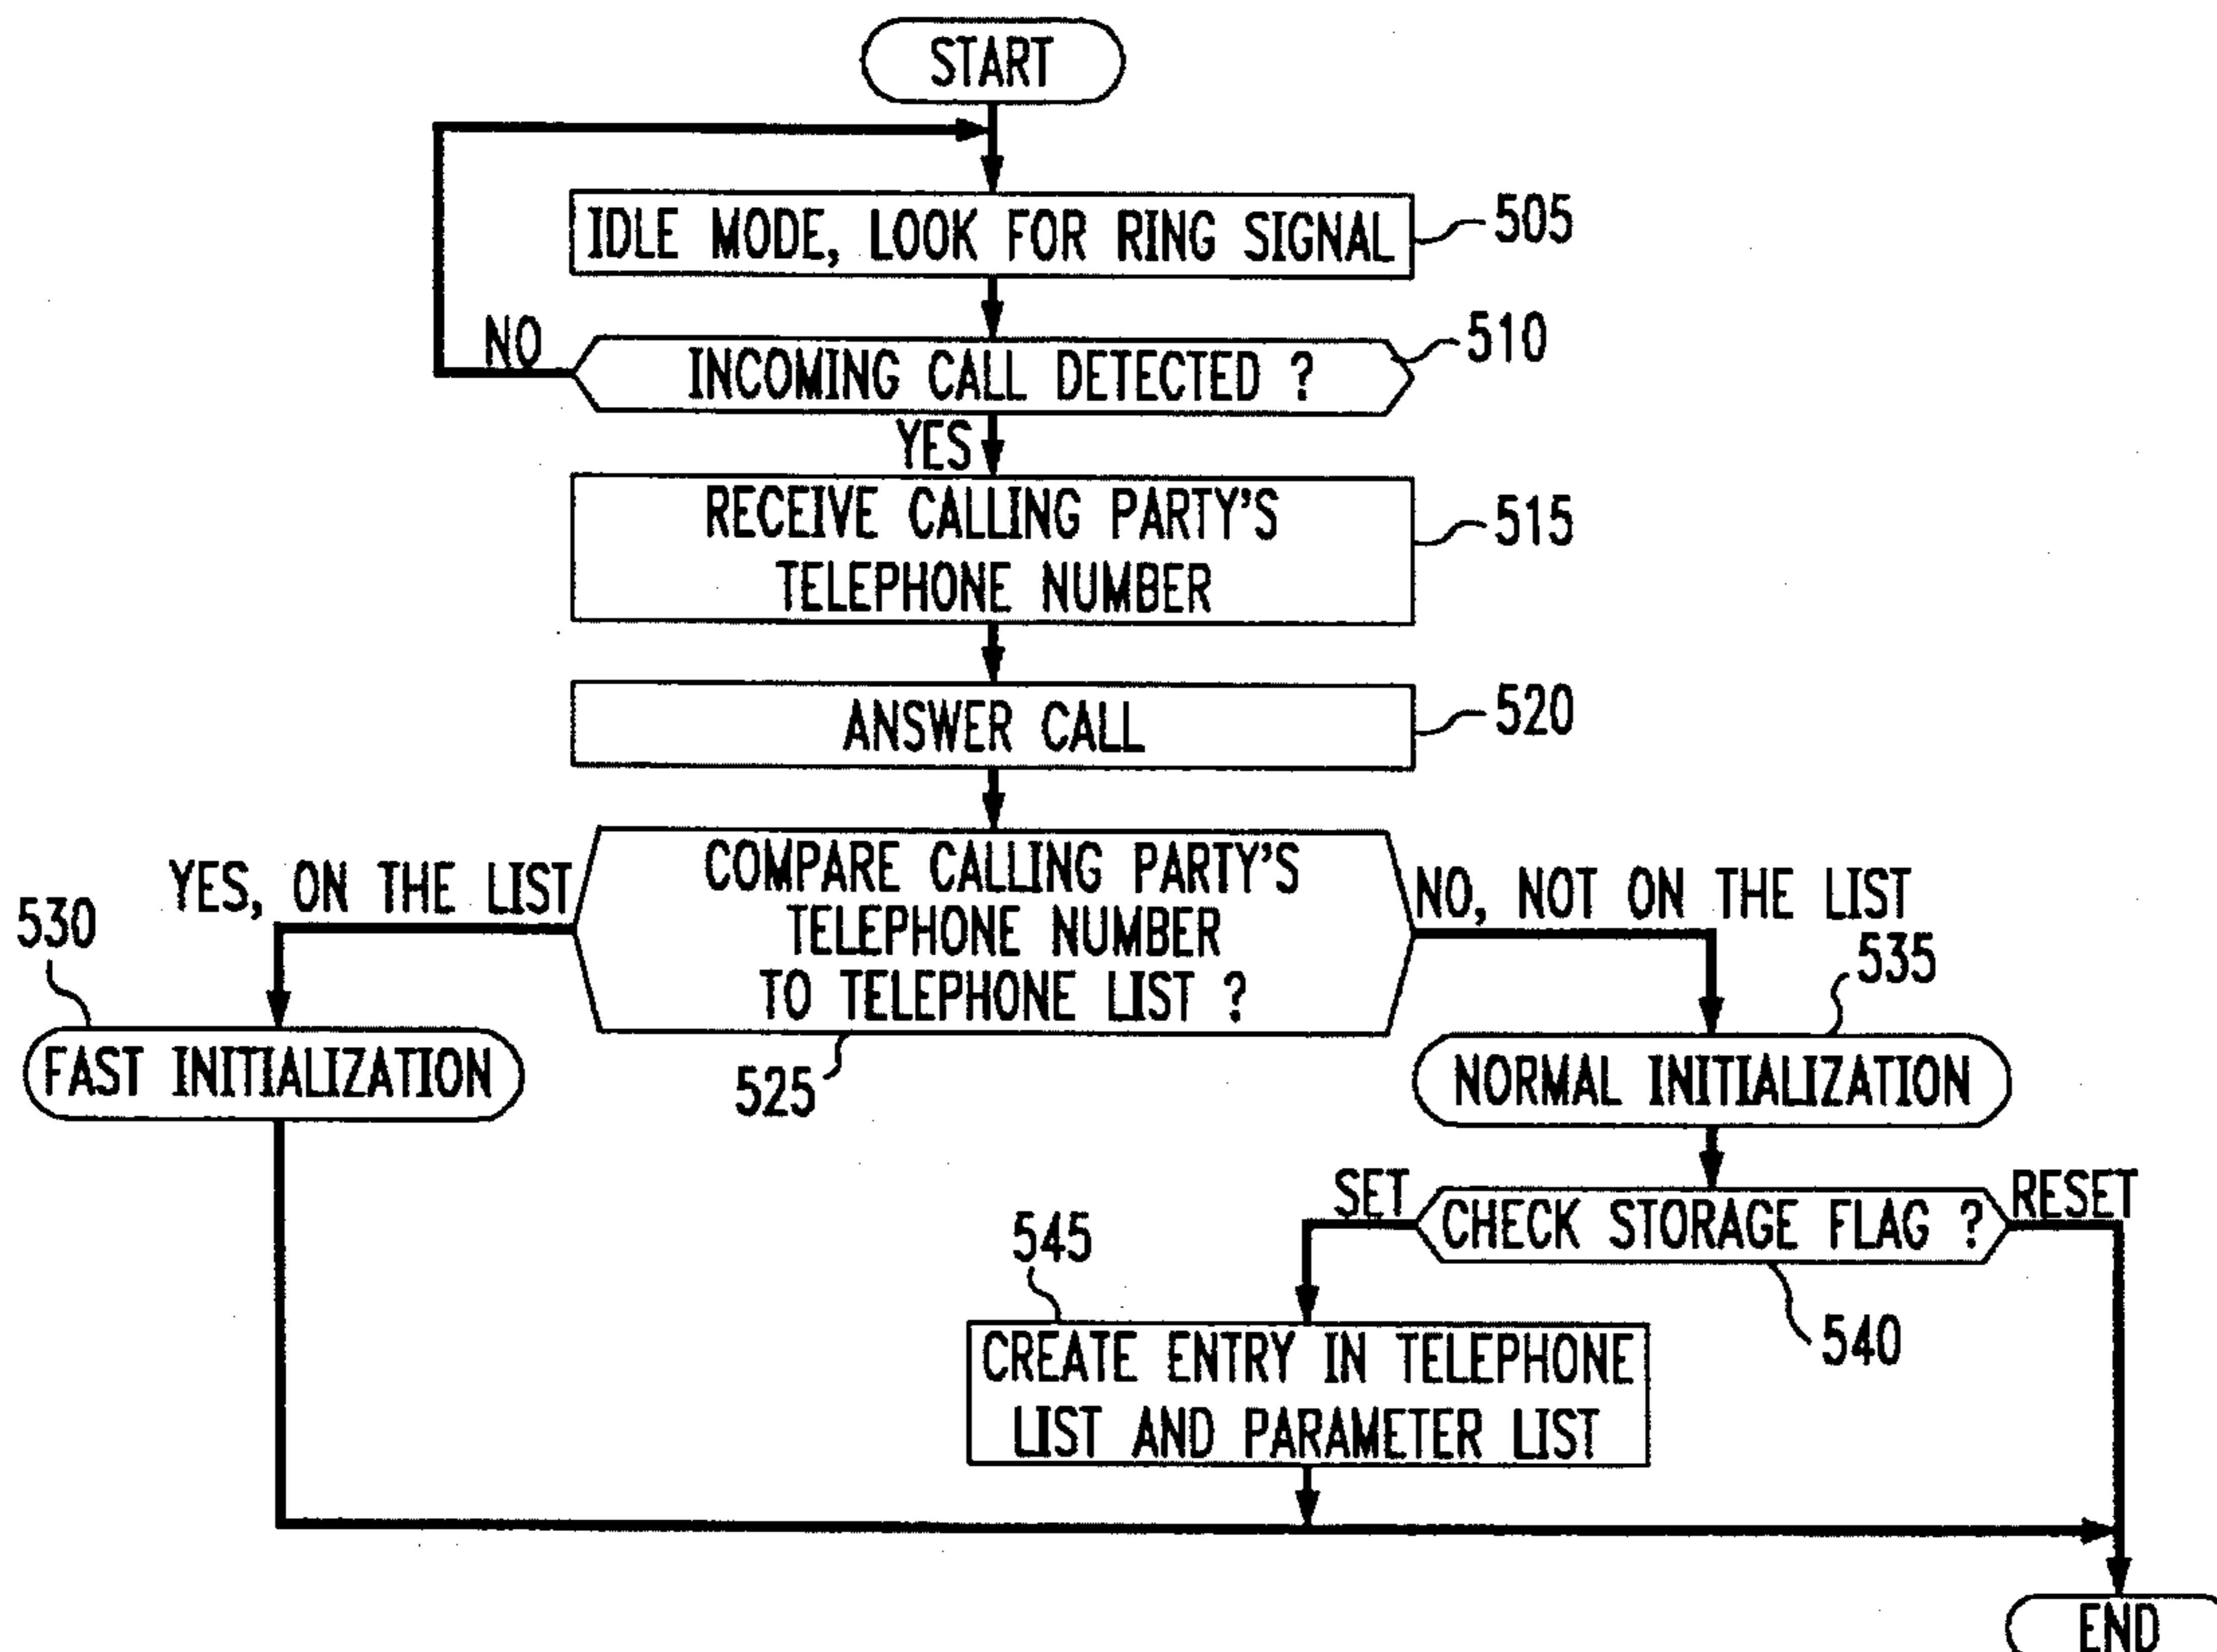 START
IDLE MODE, LOOK FOR RING SIGNAL
505
NO
INCOMING CALL DETECTED ?
510
YES
RECEIVE CALLING PARTY'S
TELEPHONE NUMBER
515
ANSWER CALL
520
YES, ON THE LIST
COMPARE CALLING PARTY'S
TELEPHONE NUMBER
TO TELEPHONE LIST ?
NO, NOT ON THE LIST
530
535
FAST INITIALIZATION
525
NORMAL INITIALIZATION
SET
CHECK STORAGE FLAG ?
RESET
545
540
CREATE ENTRY IN TELEPHONE
LIST AND PARAMETER LIST
END